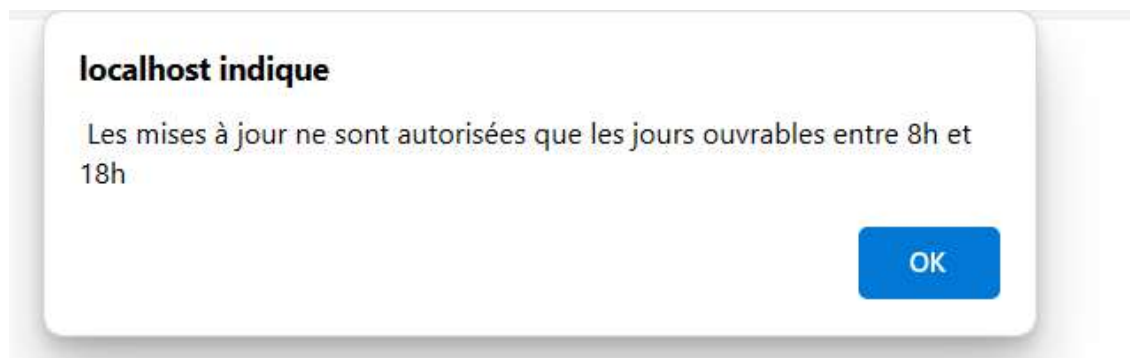 localhost indique
Les mises à jour ne sont autorisées que les jours ouvrables entre 8h et
18h
OK